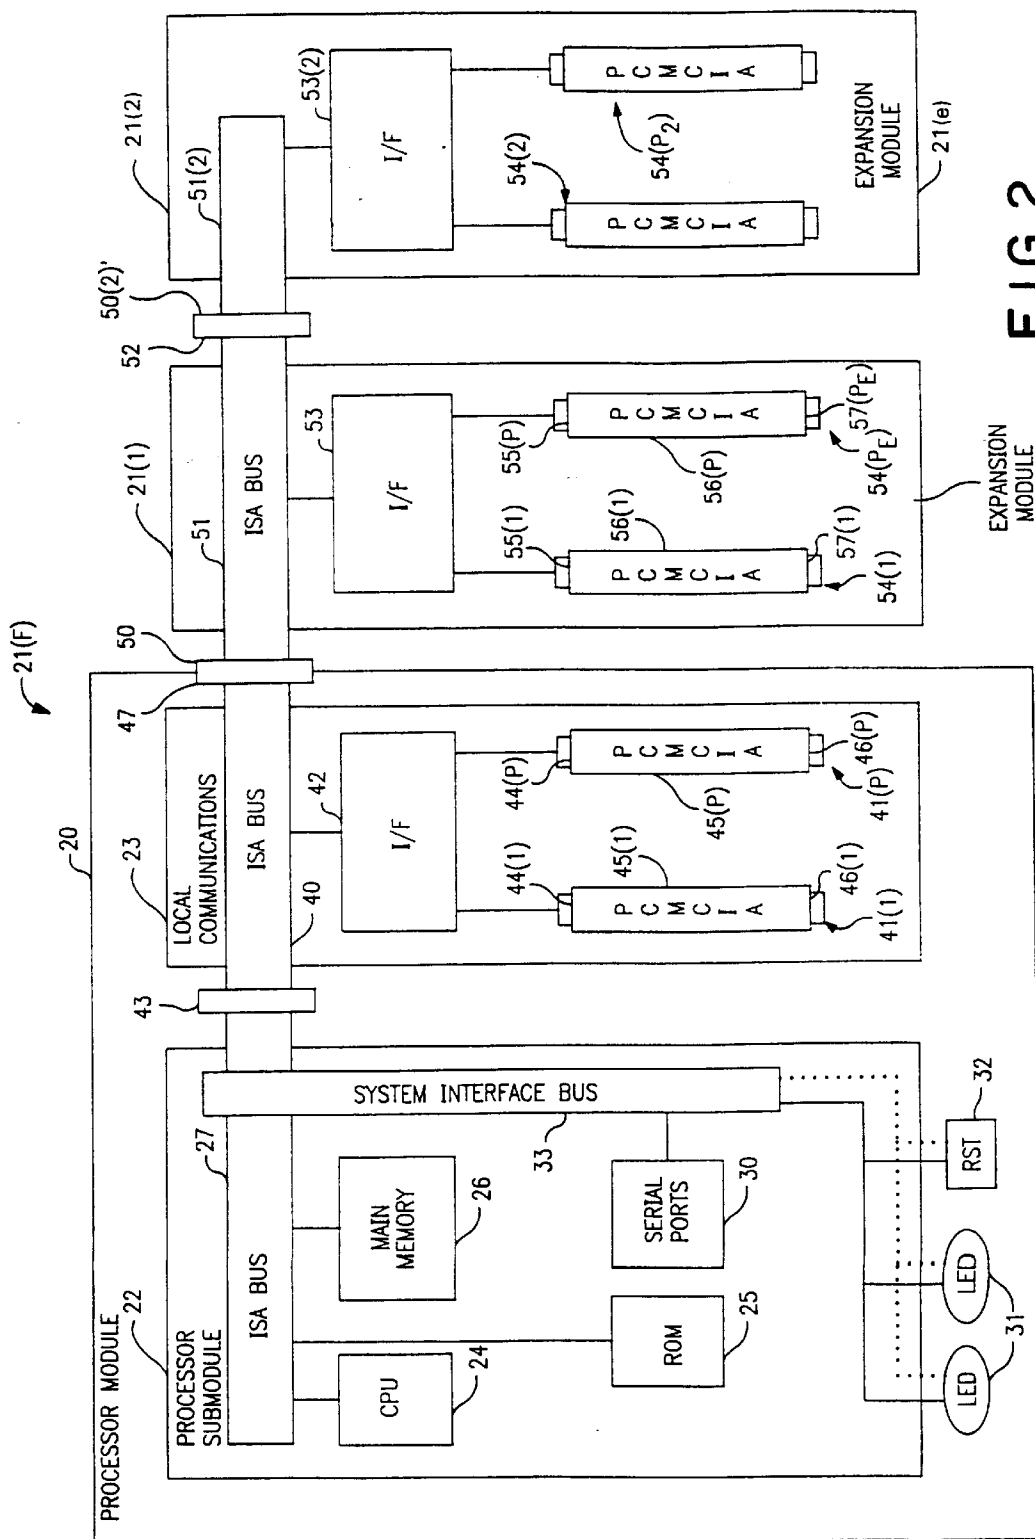 21(F)
20
PROCESSOR MODULE
22
PROCESSOR
SUBMODULE
27
ISA BUS
CPU
24
MAIN
MEMORY
26
ROM
25
SYSTEM INTERFACE BUS
33
SERIAL
PORTS
30
LED
LED
31
RST
32
43
23
LOCAL
COMMUNICATIONS
ISA BUS
40
42
I/F
44(1)
PCMCIA
45(1)
46(1)
41(1)
44(P)
PCMCIA
45(P)
46(P)
41(P)
47
50
21(1)
51
ISA BUS
53
I/F
55(1)
PCMCIA
56(1)
57(1)
54(1)
55(P)
PCMCIA
56(P)
57(PE)
54(PE)
EXPANSION
MODULE
52
50(2)'
21(2)
51(2)
53(2)
I/F
54(2)
PCMCIA
PCMCIA
54(P2)
EXPANSION
MODULE
21(e)
FIG. 2